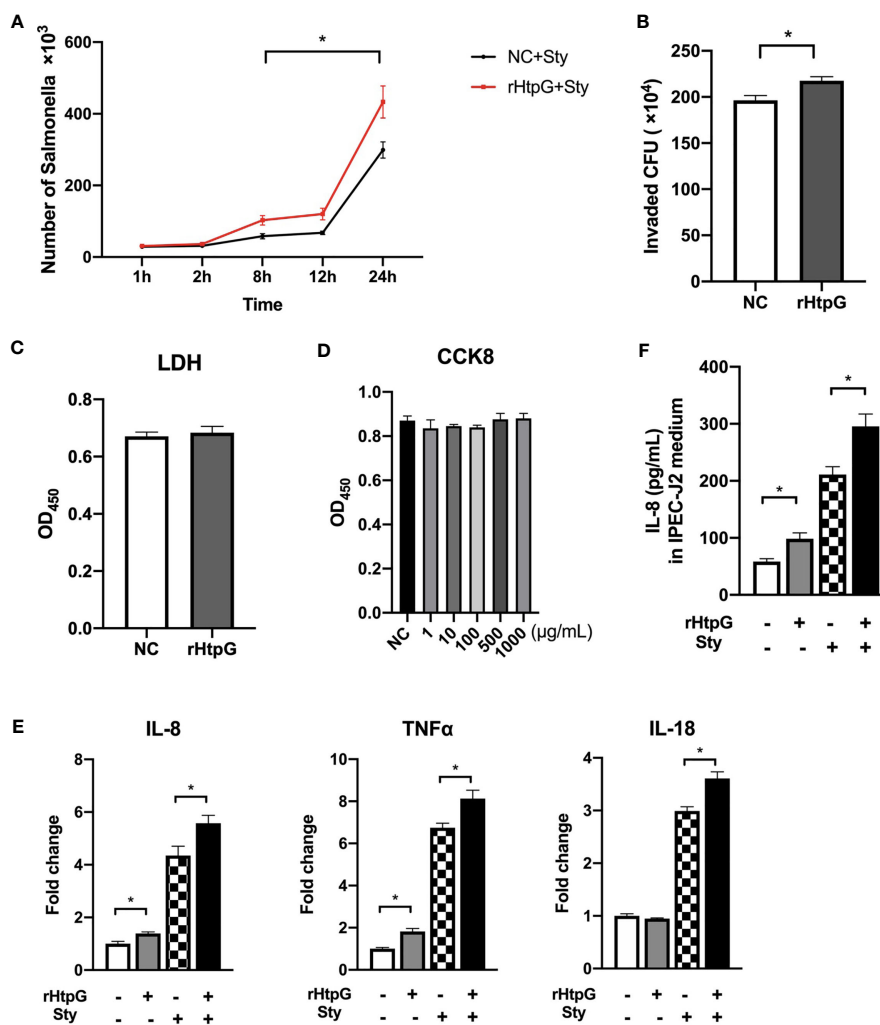 A
Number of Salmonella ×10³
600
400
200
0
1h 2h 8h 12h 24h
Time
*
NC+Sty
rHtpG+Sty
B
Invaded CFU ( ×10⁴)
250
200
150
100
50
0
NC rHtpG
*
C
LDH
OD₄₅₀
0.8
0.6
0.4
0.2
0.0
NC rHtpG
D
CCK8
OD₄₅₀
1.0
0.8
0.6
0.4
0.2
0.0
NC 1 10 100 500 1000 (μg/mL)
F
IL-8 (pg/mL)
in IPEC-J2 medium
400
300
200
100
0
*
*
rHtpG - + - +
Sty - - + +
E
IL-8
Fold change
8
6
4
2
0
*
*
rHtpG - + - +
Sty - - + +
TNFα
Fold change
10
8
6
4
2
0
*
*
rHtpG - + - +
Sty - - + +
IL-18
Fold change
4
3
2
1
0
*
rHtpG - + - +
Sty - - + +